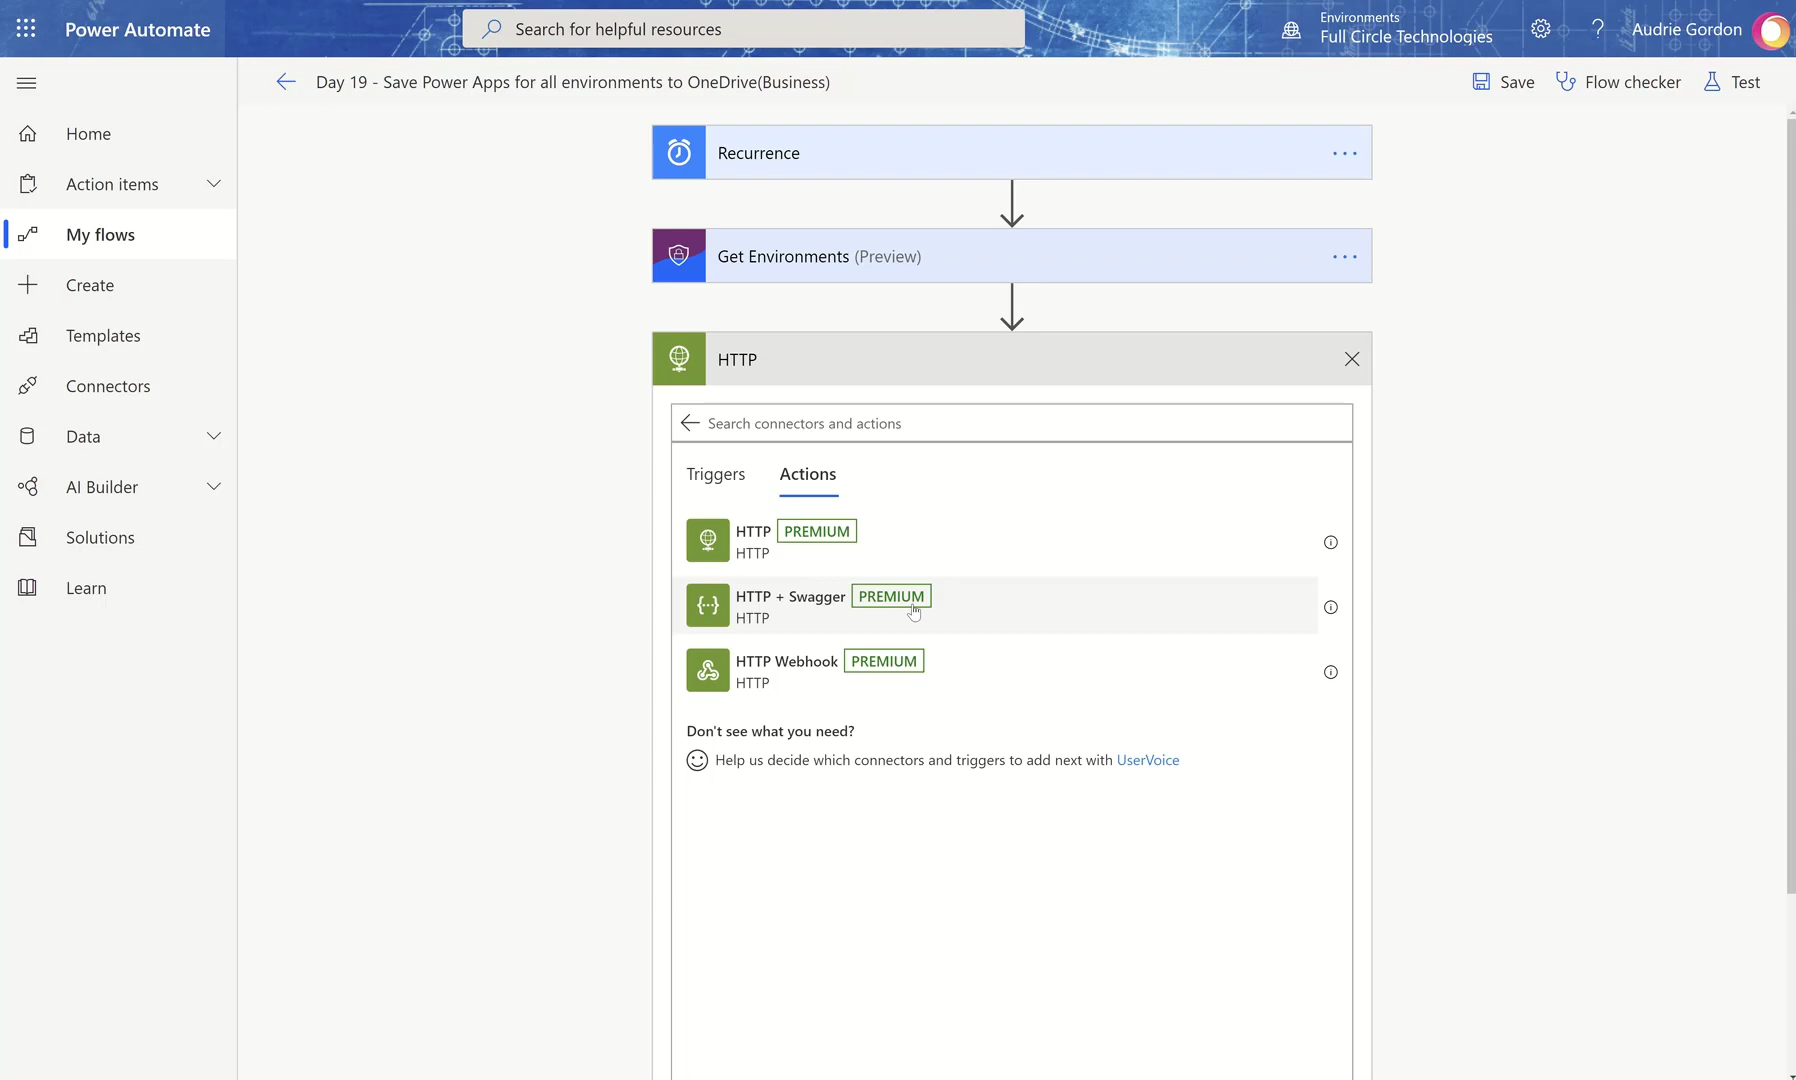 Power Automate
Search for helpful resources
Environments
Full Circle Technologies
?
Audrie Gordon
Day 19 - Save Power Apps for all environments to OneDrive(Business)
Save
Flow checker
Test
Home
Action items
My flows
Create
Templates
Connectors
Data
AI Builder
Solutions
Learn
Recurrence
Get Environments (Preview)
HTTP
Search connectors and actions
Triggers
Actions
HTTP PREMIUM
HTTP
HTTP + Swagger PREMIUM
HTTP
HTTP Webhook PREMIUM
HTTP
Don't see what you need?
Help us decide which connectors and triggers to add next with UserVoice